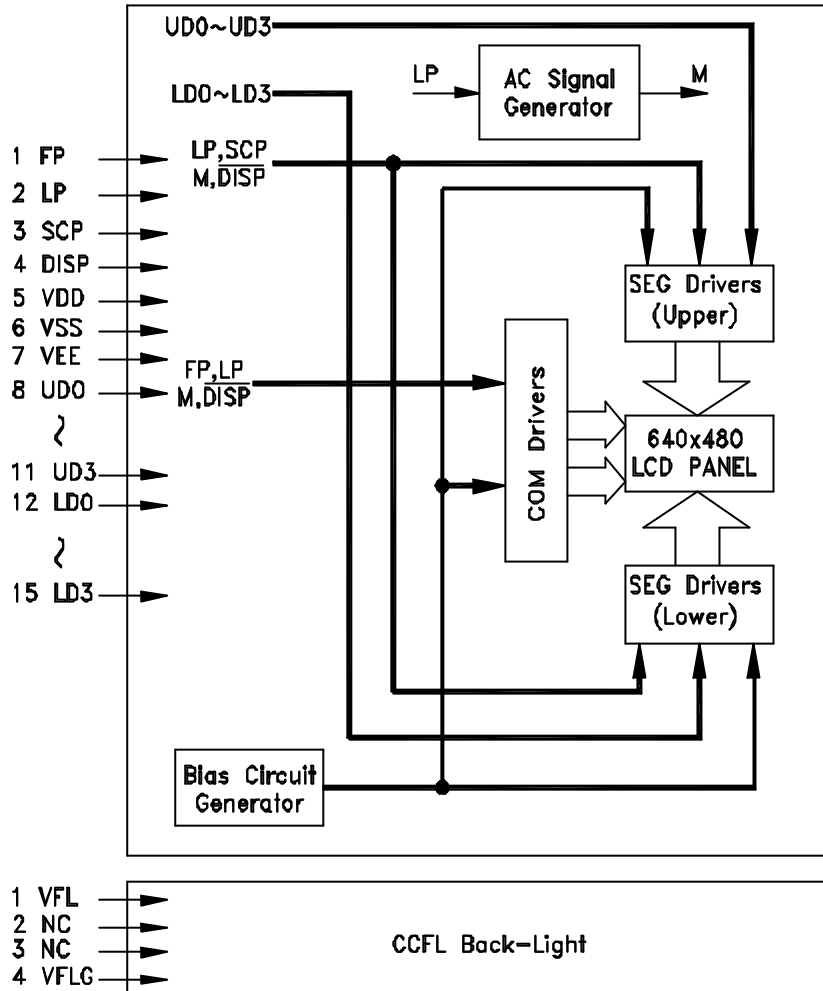 UD0~UD3
LD0~LD3
LP
AC Signal
Generator
M
1 FP
2 LP
3 SCP
4 DISP
5 VDD
6 VSS
7 VEE
8 UD0
~
11 UD3
12 LD0
~
15 LD3
LP,SCP
M,DISP
FP,LP
M,DISP
COM Drivers
SEG Drivers
(Upper)
640x480
LCD PANEL
SEG Drivers
(Lower)
Bias Circuit
Generator
1 VFL
2 NC
3 NC
4 VFLG
CCFL Back-Light